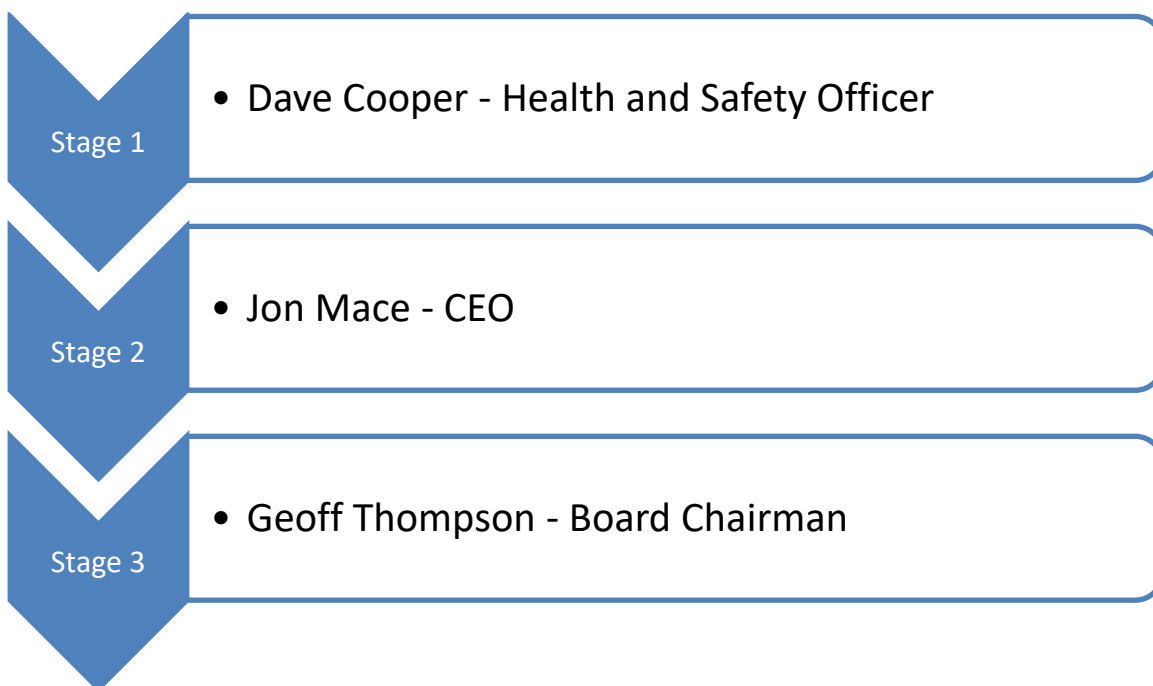 Stage 1
• Dave Cooper - Health and Safety Officer
Stage 2
• Jon Mace - CEO
Stage 3
• Geoff Thompson - Board Chairman